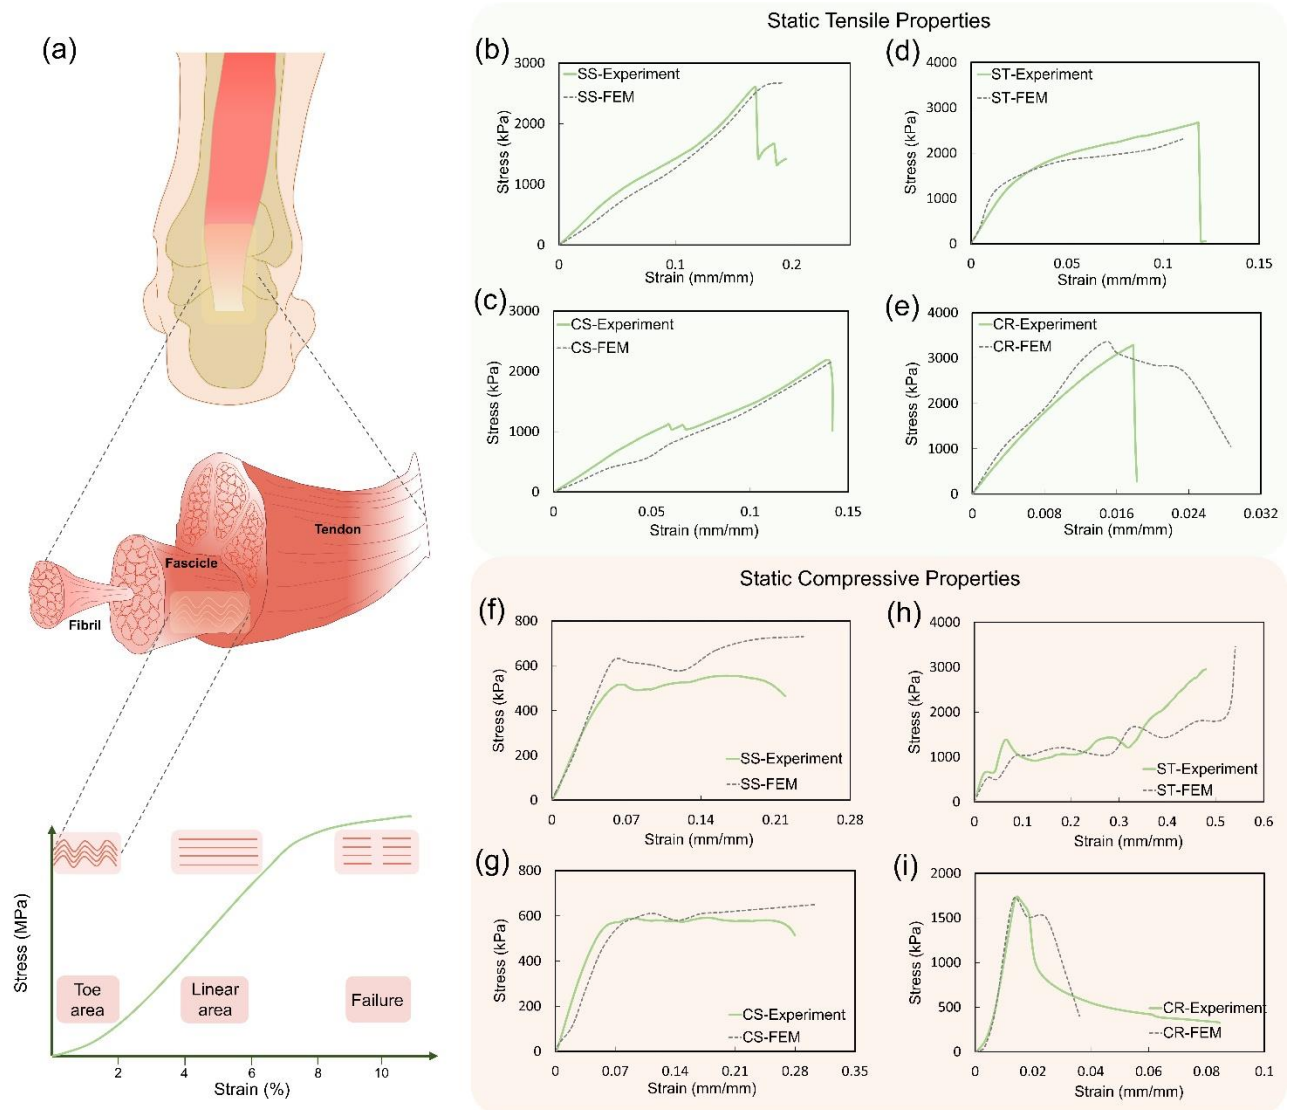 (a)
Tendon
Fascicle
Fibril
Stress (MPa)
Toe
area
Linear
area
Failure
2
4
6
8
10
Strain (%)
Static Tensile Properties
(b)
SS-Experiment
SS-FEM
3000
2000
1000
0
0
0.1
0.2
Stress (kPa)
Strain (mm/mm)
(d)
ST-Experiment
ST-FEM
4000
3000
2000
1000
0
0
0.05
0.1
0.15
Stress (kPa)
Strain (mm/mm)
(c)
CS-Experiment
CS-FEM
3000
2000
1000
0
0
0.05
0.1
0.15
Stress (kPa)
Strain (mm/mm)
(e)
CR-Experiment
CR-FEM
4000
3000
2000
1000
0
0
0.008
0.016
0.024
0.032
Stress (kPa)
Strain (mm/mm)
Static Compressive Properties
(f)
800
600
400
200
0
0
0.07
0.14
0.21
0.28
SS-Experiment
SS-FEM
Stress (kPa)
Strain (mm/mm)
(h)
4000
3000
2000
1000
0
0
0.1
0.2
0.3
0.4
0.5
0.6
ST-Experiment
ST-FEM
Stress (kPa)
Strain (mm/mm)
(g)
800
600
400
200
0
0
0.07
0.14
0.21
0.28
0.35
CS-Experiment
CS-FEM
Stress (kPa)
Strain (mm/mm)
(i)
2000
1500
1000
500
0
0
0.02
0.04
0.06
0.08
0.1
CR-Experiment
CR-FEM
Stress (kPa)
Strain (mm/mm)